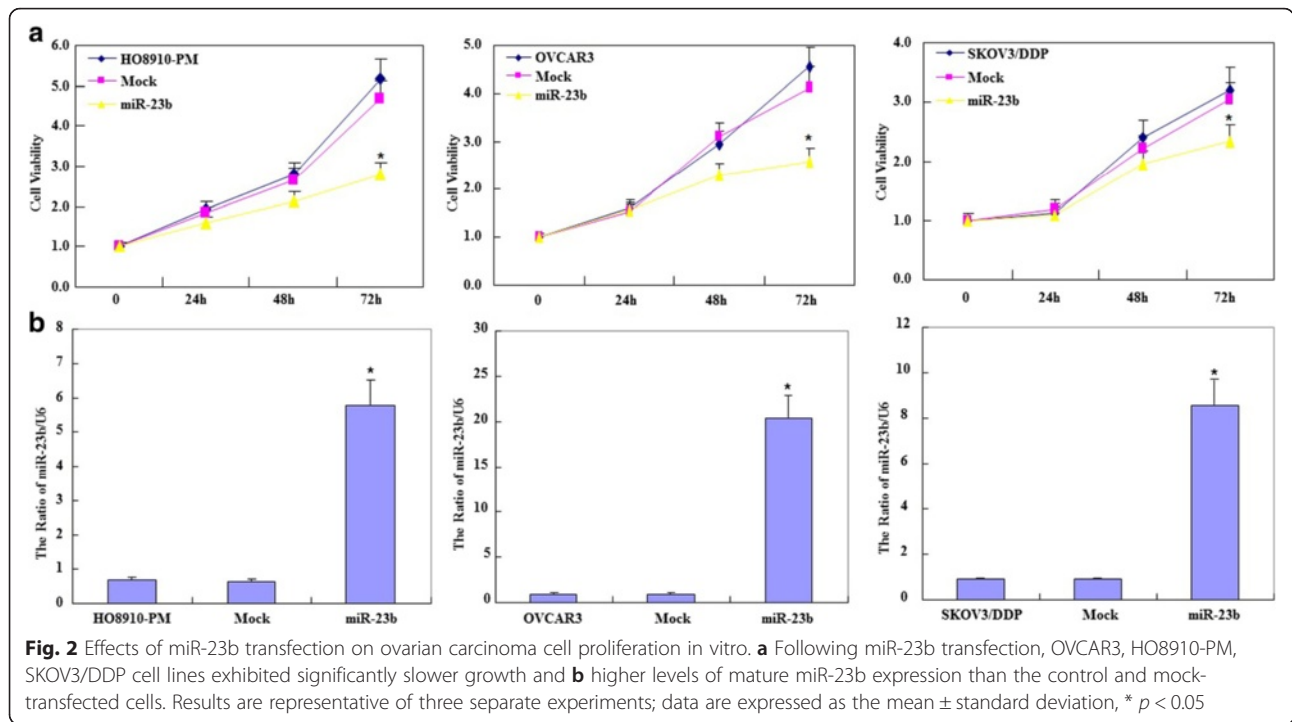 a
6.0
5.0
4.0
3.0
2.0
1.0
0.0
Cell Viability
HO8910-PM
Mock
miR-23b
*
0 24h 48h 72h
5.0
4.0
3.0
2.0
1.0
0.0
Cell Viability
OVCAR3
Mock
miR-23b
*
0 24h 48h 72h
4.0
3.0
2.0
1.0
0.0
Cell Viability
SKOV3/DDP
Mock
miR-23b
*
0 24h 48h 72h
b
8
7
6
5
4
3
2
1
0
The Ratio of miR-23b/U6
*
HO8910-PM Mock miR-23b
30
25
20
15
10
5
0
The Ratio of miR-23b/U6
*
OVCAR3 Mock miR-23b
12
10
8
6
4
2
0
The Ratio of miR-23b/U6
*
SKOV3/DDP Mock miR-23b
Fig. 2 Effects of miR-23b transfection on ovarian carcinoma cell proliferation in vitro. a Following miR-23b transfection, OVCAR3, HO8910-PM,
SKOV3/DDP cell lines exhibited significantly slower growth and b higher levels of mature miR-23b expression than the control and mock-
transfected cells. Results are representative of three separate experiments; data are expressed as the mean ± standard deviation, * p < 0.05